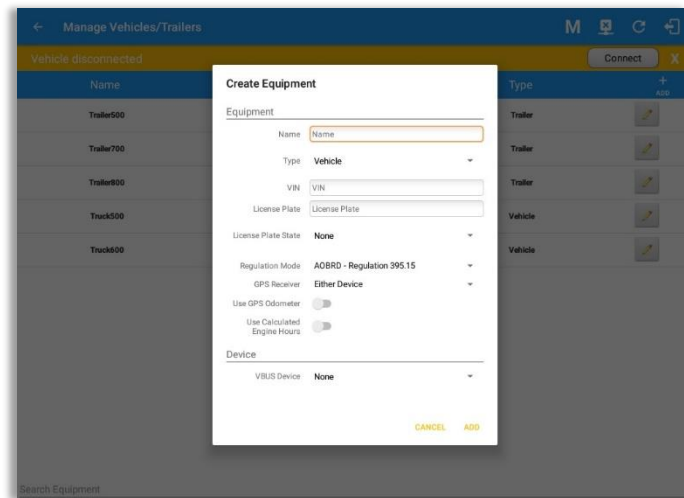 Manage Vehicles/Trailers M
Vehicle disconnected Connect X
Name Type + ADD
Create Equipment
Equipment
Name Name
Type Vehicle
VIN VIN
License Plate License Plate
License Plate State None
Regulation Mode AOBRD - Regulation 395.15
GPS Receiver Either Device
Use GPS Odometer
Use Calculated
Engine Hours
Device
VBUS Device None
CANCEL ADD
Trailer500 Trailer
Trailer700 Trailer
Trailer800 Trailer
Truck500 Vehicle
Truck600 Vehicle
Search Equipment